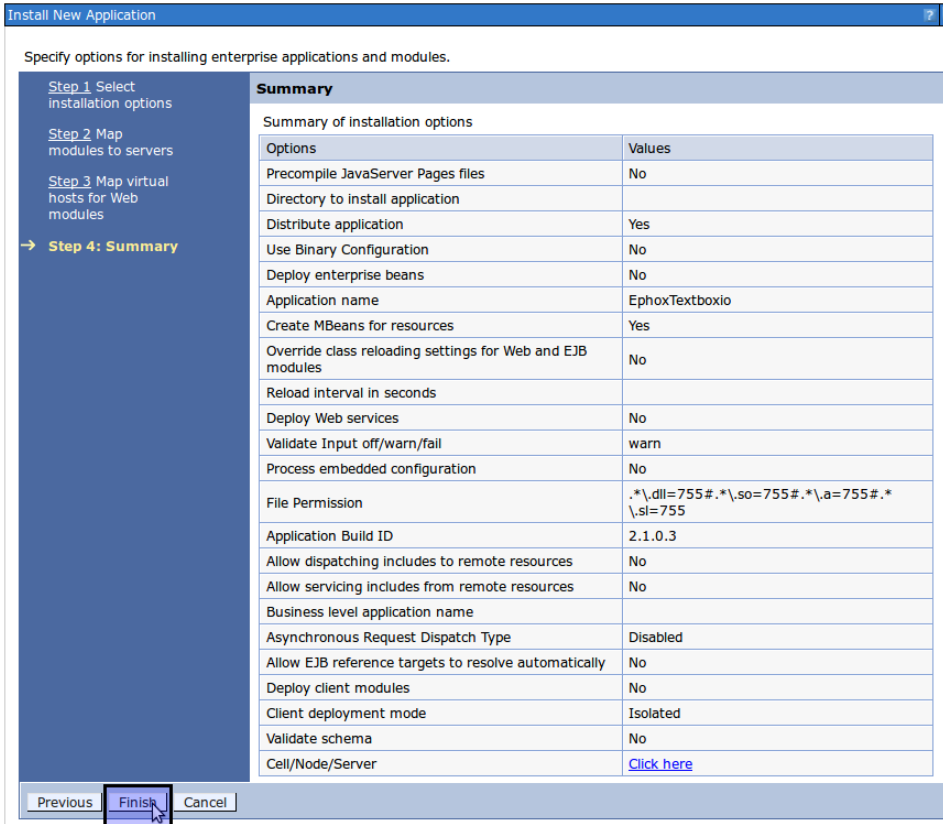 Install New Application ?
Specify options for installing enterprise applications and modules.
Step 1 Select
installation options
Step 2 Map
modules to servers
Step 3 Map virtual
hosts for Web
modules
→ Step 4: Summary
Summary
Summary of installation options
Options Values
Precompile JavaServer Pages files No
Directory to install application
Distribute application Yes
Use Binary Configuration No
Deploy enterprise beans No
Application name EphoxTextboxio
Create MBeans for resources Yes
Override class reloading settings for Web and EJB
modules No
Reload interval in seconds
Deploy Web services No
Validate Input off/warn/fail warn
Process embedded configuration No
File Permission .*\.dll=755#.*\.so=755#.*\.a=755#.*
\.sl=755
Application Build ID 2.1.0.3
Allow dispatching includes to remote resources No
Allow servicing includes from remote resources No
Business level application name
Asynchronous Request Dispatch Type Disabled
Allow EJB reference targets to resolve automatically No
Deploy client modules No
Client deployment mode Isolated
Validate schema No
Cell/Node/Server Click here
Previous Finish Cancel